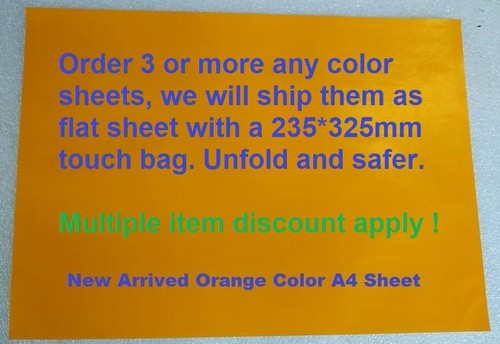 Order 3 or more any color
sheets, we will ship them as
flat sheet with a 235*325mm
touch bag. Unfold and safer.
Multiple item discount apply !
New Arrived Orange Color A4 Sheet